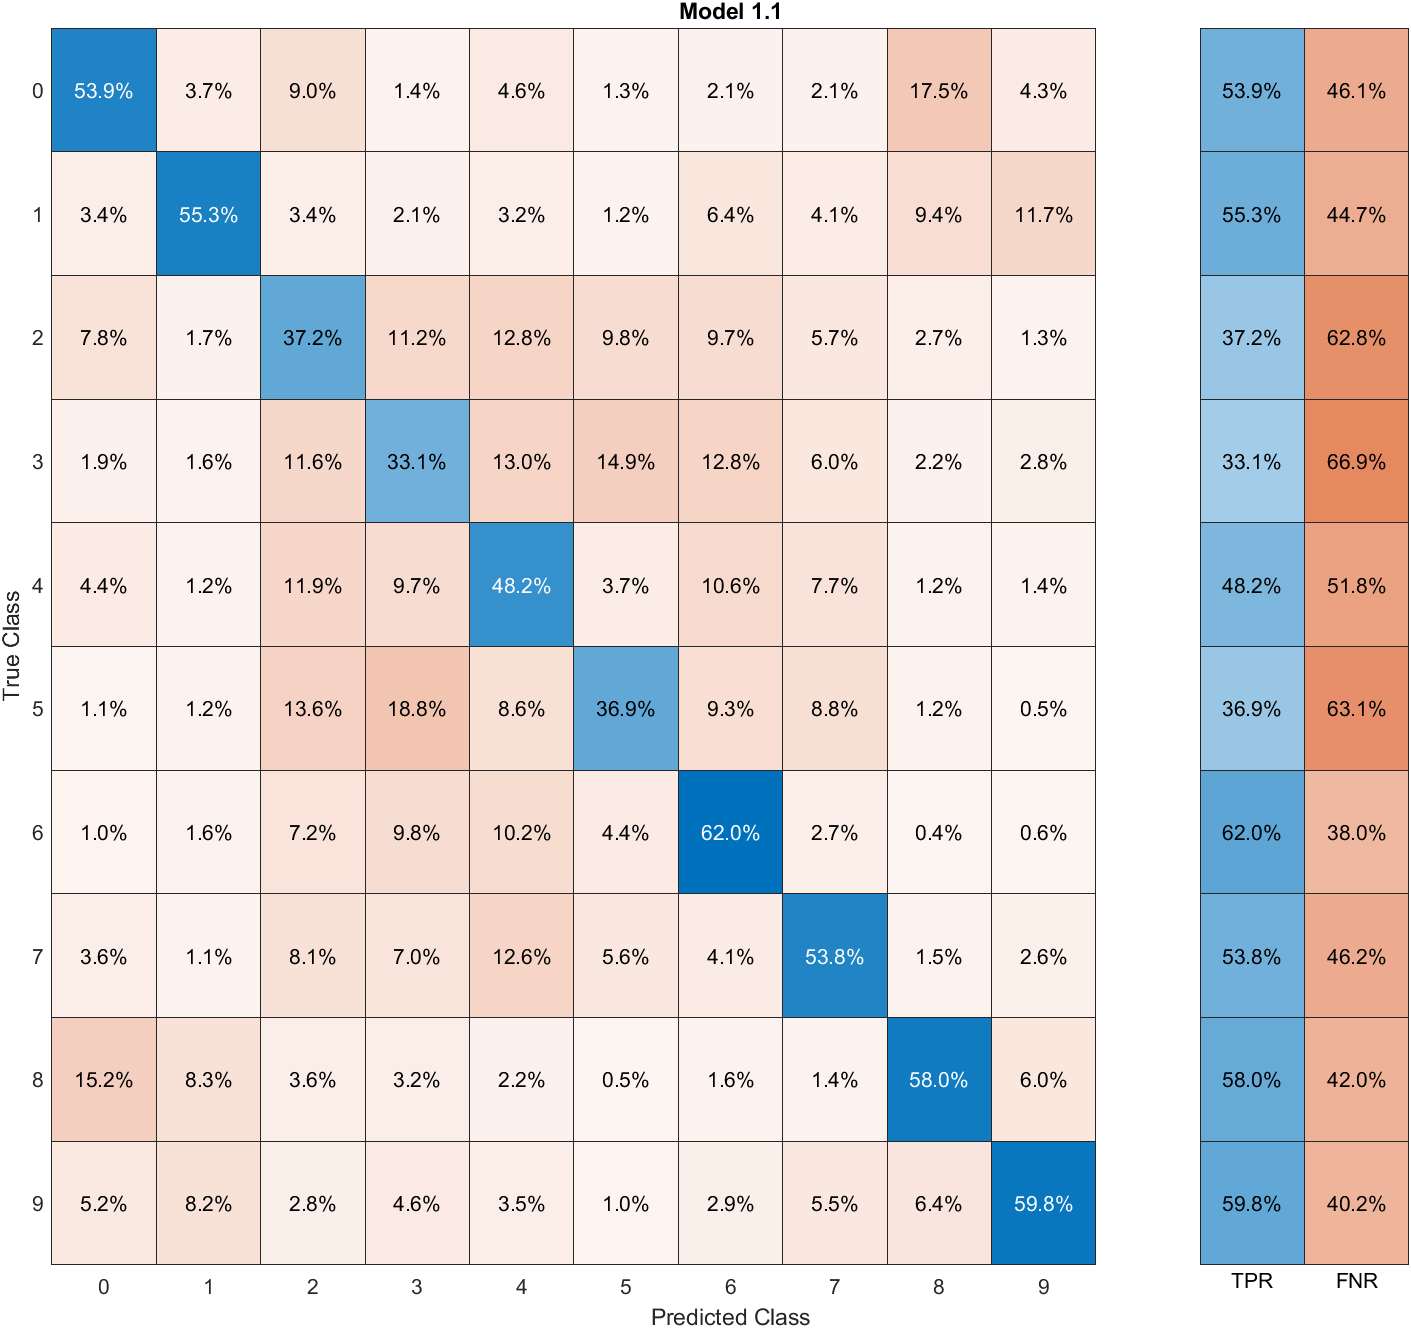 Model 1.1
0 53.9% 3.7% 9.0% 1.4% 4.6% 1.3% 2.1% 2.1% 17.5% 4.3% 53.9% 46.1%
1 3.4% 55.3% 3.4% 2.1% 3.2% 1.2% 6.4% 4.1% 9.4% 11.7% 55.3% 44.7%
2 7.8% 1.7% 37.2% 11.2% 12.8% 9.8% 9.7% 5.7% 2.7% 1.3% 37.2% 62.8%
3 1.9% 1.6% 11.6% 33.1% 13.0% 14.9% 12.8% 6.0% 2.2% 2.8% 33.1% 66.9%
4 4.4% 1.2% 11.9% 9.7% 48.2% 3.7% 10.6% 7.7% 1.2% 1.4% 48.2% 51.8%
True Class
5 1.1% 1.2% 13.6% 18.8% 8.6% 36.9% 9.3% 8.8% 1.2% 0.5% 36.9% 63.1%
6 1.0% 1.6% 7.2% 9.8% 10.2% 4.4% 62.0% 2.7% 0.4% 0.6% 62.0% 38.0%
7 3.6% 1.1% 8.1% 7.0% 12.6% 5.6% 4.1% 53.8% 1.5% 2.6% 53.8% 46.2%
8 15.2% 8.3% 3.6% 3.2% 2.2% 0.5% 1.6% 1.4% 58.0% 6.0% 58.0% 42.0%
9 5.2% 8.2% 2.8% 4.6% 3.5% 1.0% 2.9% 5.5% 6.4% 59.8% 59.8% 40.2%
0 1 2 3 4 5 6 7 8 9 TPR FNR
Predicted Class